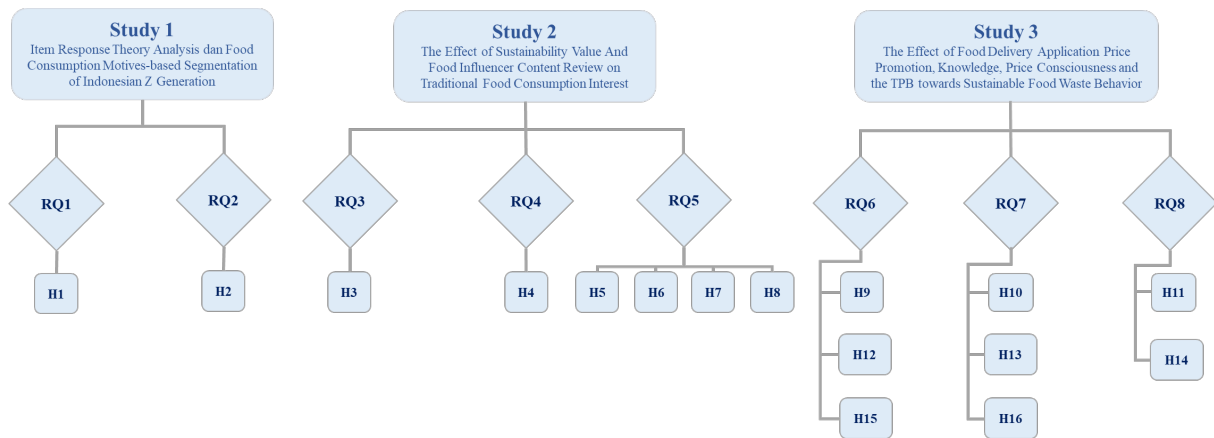 Study 1
Item Response Theory Analysis dan Food
Consumption Motives-based Segmentation
of Indonesian Z Generation
Study 2
The Effect of Sustainability Value And
Food Influencer Content Review on
Traditional Food Consumption Interest
Study 3
The Effect of Food Delivery Application Price
Promotion, Knowledge, Price Consciousness and
the TPB towards Sustainable Food Waste Behavior
RQ1
RQ2
RQ3
RQ4
RQ5
RQ6
RQ7
RQ8
H1
H2
H3
H4
H5
H6
H7
H8
H9
H10
H11
H12
H13
H14
H15
H16